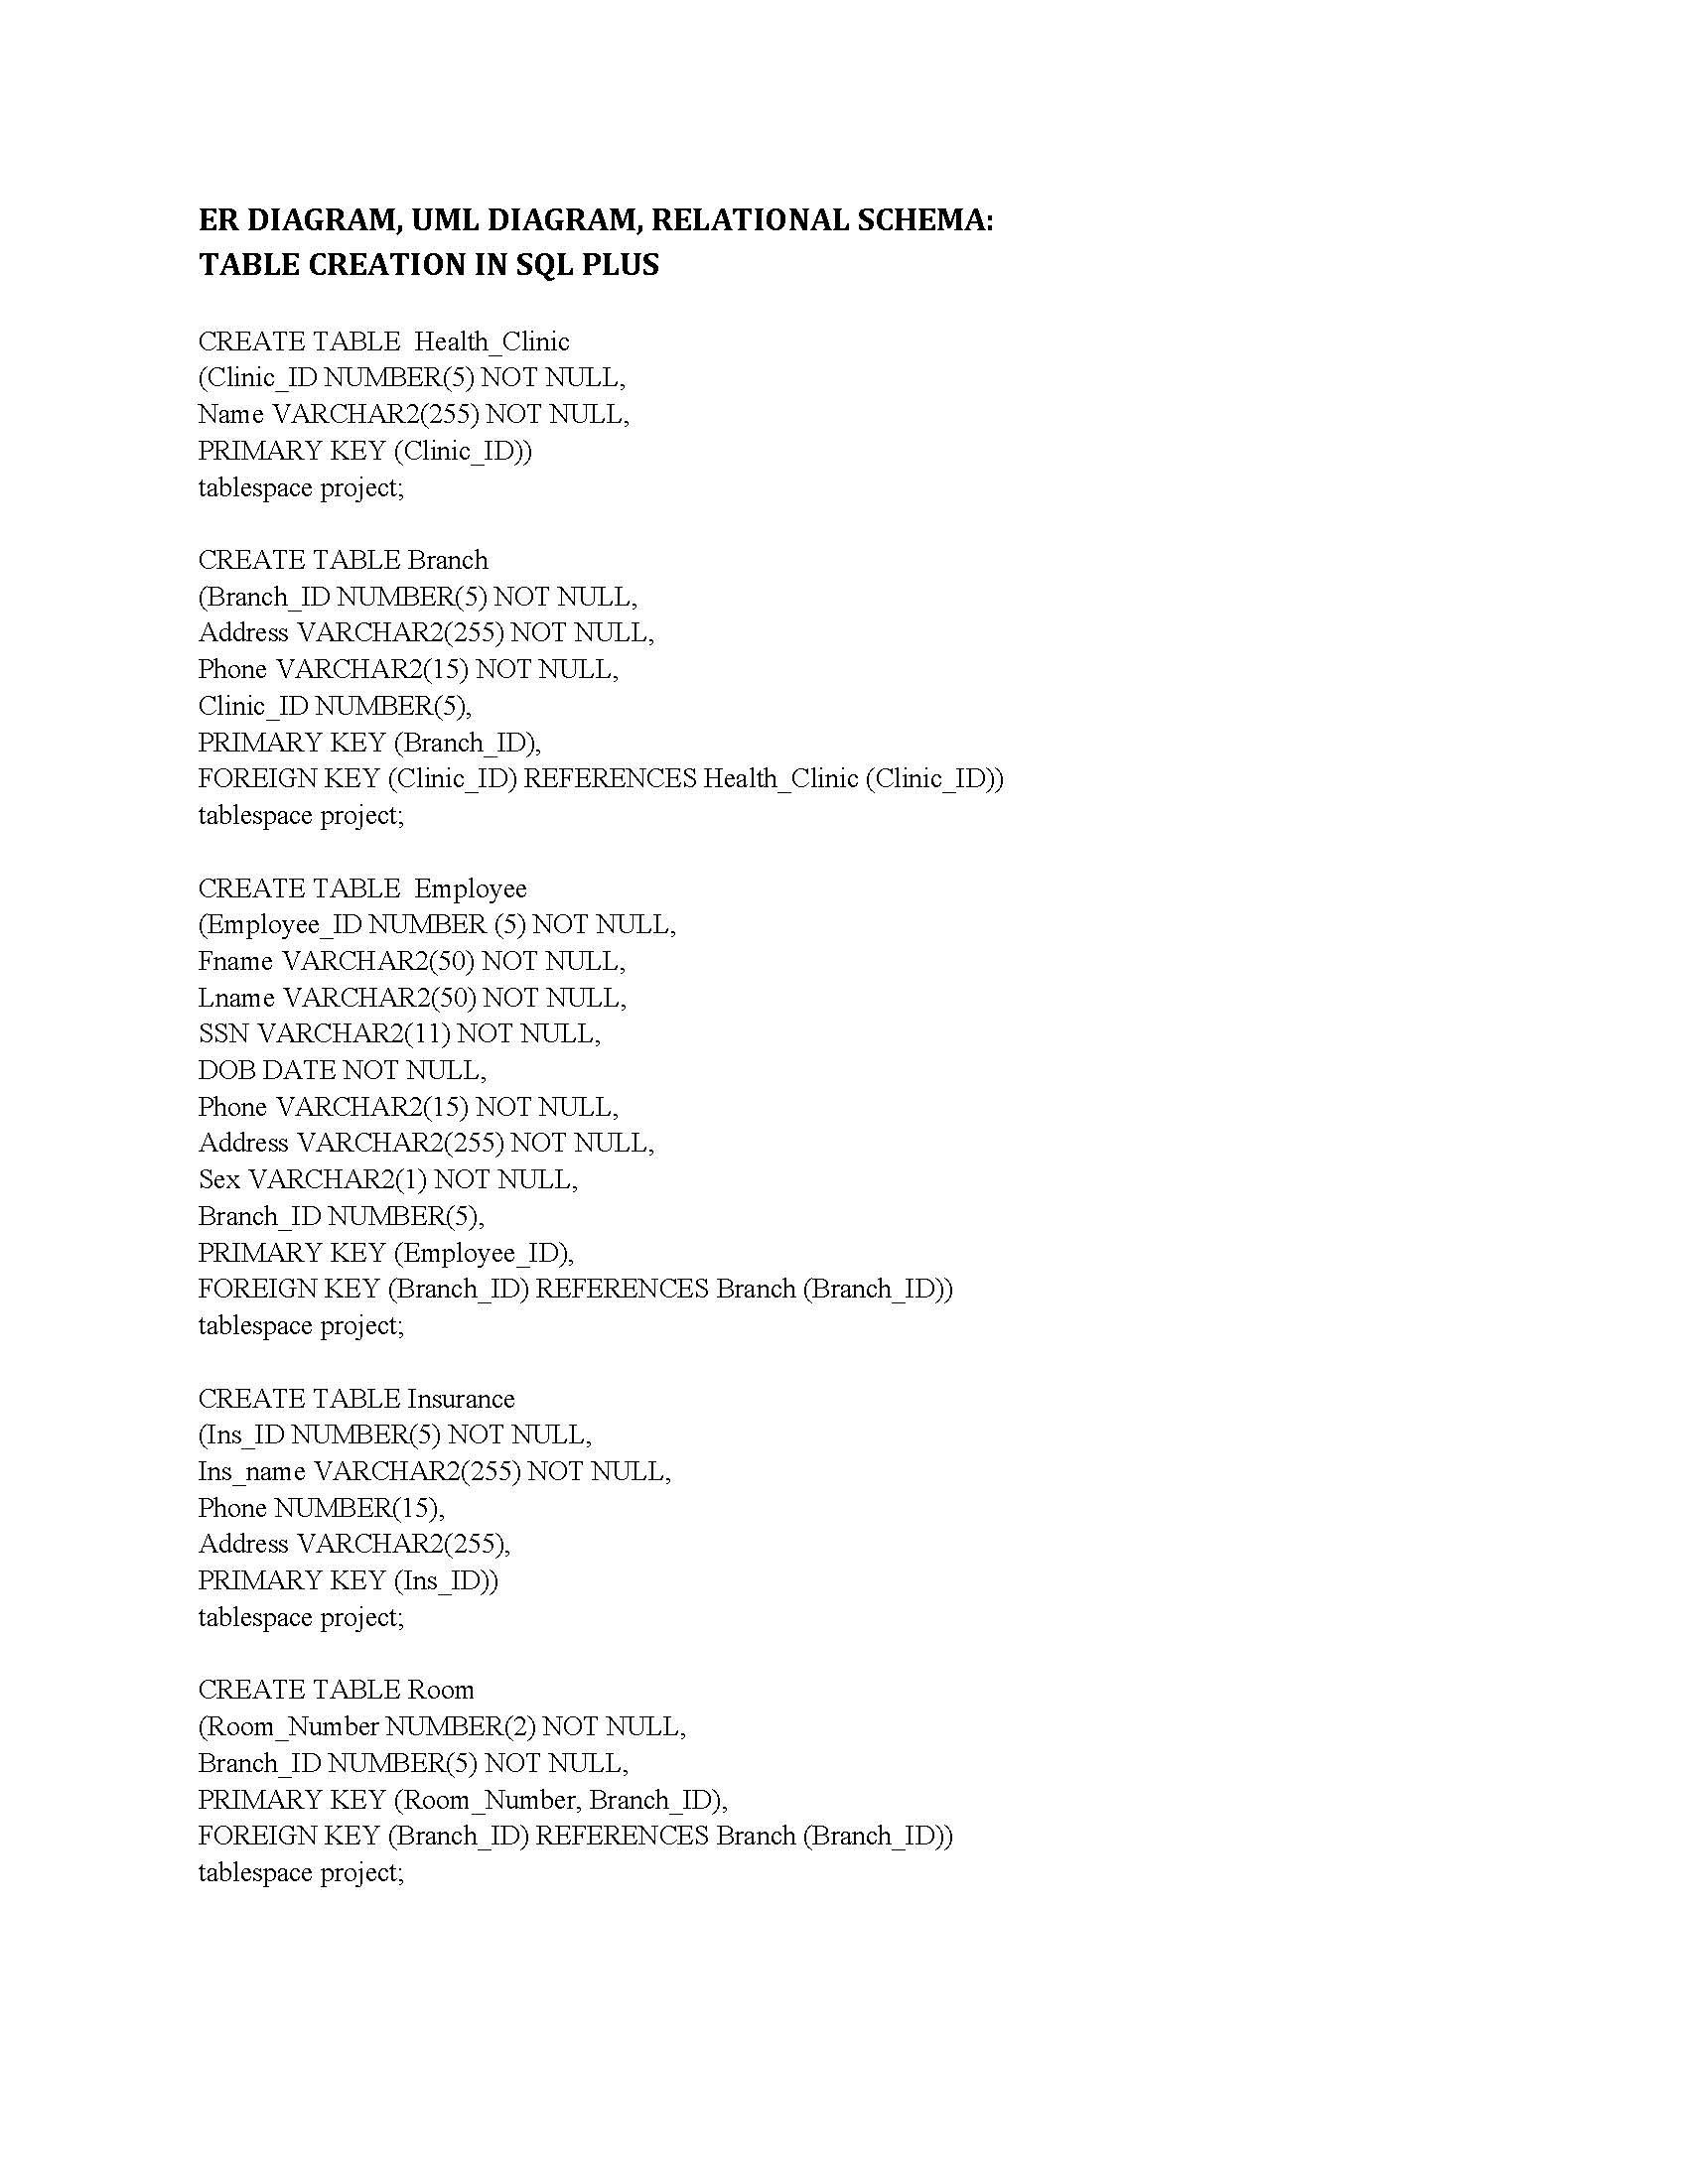 ER DIAGRAM, UML DIAGRAM, RELATIONAL SCHEMA:
TABLE CREATION IN SQL PLUS
CREATE TABLE  Health_Clinic
(Clinic_ID NUMBER(5) NOT NULL,
Name VARCHAR2(255) NOT NULL,
PRIMARY KEY (Clinic_ID))
tablespace project;
CREATE TABLE Branch
(Branch_ID NUMBER(5) NOT NULL,
Address VARCHAR2(255) NOT NULL,
Phone VARCHAR2(15) NOT NULL,
Clinic_ID NUMBER(5),
PRIMARY KEY (Branch_ID),
FOREIGN KEY (Clinic_ID) REFERENCES Health_Clinic (Clinic_ID))
tablespace project;
CREATE TABLE  Employee
(Employee_ID NUMBER (5) NOT NULL,
Fname VARCHAR2(50) NOT NULL,
Lname VARCHAR2(50) NOT NULL,
SSN VARCHAR2(11) NOT NULL,
DOB DATE NOT NULL,
Phone VARCHAR2(15) NOT NULL,
Address VARCHAR2(255) NOT NULL,
Sex VARCHAR2(1) NOT NULL,
Branch_ID NUMBER(5),
PRIMARY KEY (Employee_ID),
FOREIGN KEY (Branch_ID) REFERENCES Branch (Branch_ID))
tablespace project;
CREATE TABLE Insurance
(Ins_ID NUMBER(5) NOT NULL,
Ins_name VARCHAR2(255) NOT NULL,
Phone NUMBER(15),
Address VARCHAR2(255),
PRIMARY KEY (Ins_ID))
tablespace project;
CREATE TABLE Room
(Room_Number NUMBER(2) NOT NULL,
Branch_ID NUMBER(5) NOT NULL,
PRIMARY KEY (Room_Number, Branch_ID),
FOREIGN KEY (Branch_ID) REFERENCES Branch (Branch_ID))
tablespace project;